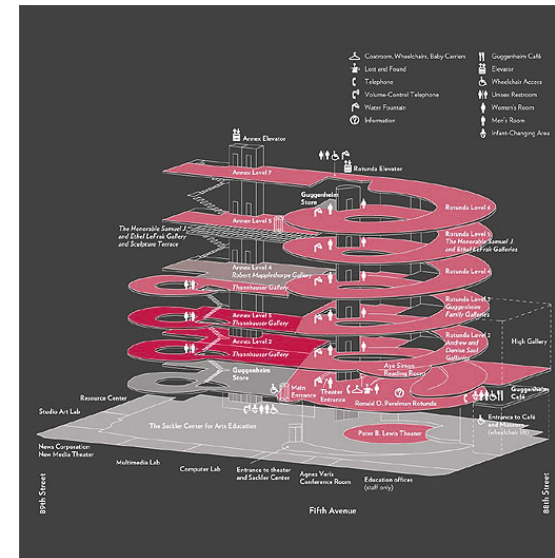 Coatroom, Wheelchairs, Baby Carriers
Lost and Found
Telephone
Volume-Control Telephone
Water Fountain
Information
Guggenheim Café
Elevator
Wheelchair Access
Unisex Restroom
Women's Room
Men's Room
Infant-Changing Area
Annex Elevator
Rotunda Elevator
Annex Level 7
Guggenheim
Store
Rotunda Level 6
Annex Level 5
The Honorable Samuel J.
and Ethel LeFrak Gallery
and Sculpture Terrace
Rotunda Level 5
The Honorable Samuel J.
and Ethel LeFrak Galleries
Annex Level 4
Robert Mapplethorpe Gallery
Thannhauser Gallery
Rotunda Level 4
Annex Level 3
Thannhauser Gallery
Rotunda Level 3
Guggenheim
Family Galleries
Annex Level 2
Thannhauser Gallery
Rotunda Level 2
Andrew and
Denise Saul
Galleries
High Gallery
Aye Simon
Reading Room
Guggenheim
Store
Main
Entrance
Theater
Entrance
Ronald O. Perelman Rotunda
Guggenheim
Café
Entrance to Café
and Museum
(wheelchair lift)
Resource Center
Studio Art Lab
The Sackler Center for Arts Education
Peter B. Lewis Theater
News Corporation
New Media Theater
Multimedia Lab
Computer Lab
Entrance to theater
and Sackler Center
Agnes Varis
Conference Room
Education offices
(staff only)
89th Street
Fifth Avenue
88th Street